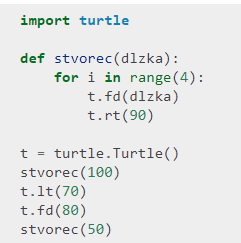 import turtle
def stvorec(dlzka):
    for i in range(4):
        t.fd(dlzka)
        t.rt(90)
t = turtle.Turtle()
stvorec(100)
t.lt(70)
t.fd(80)
stvorec(50)